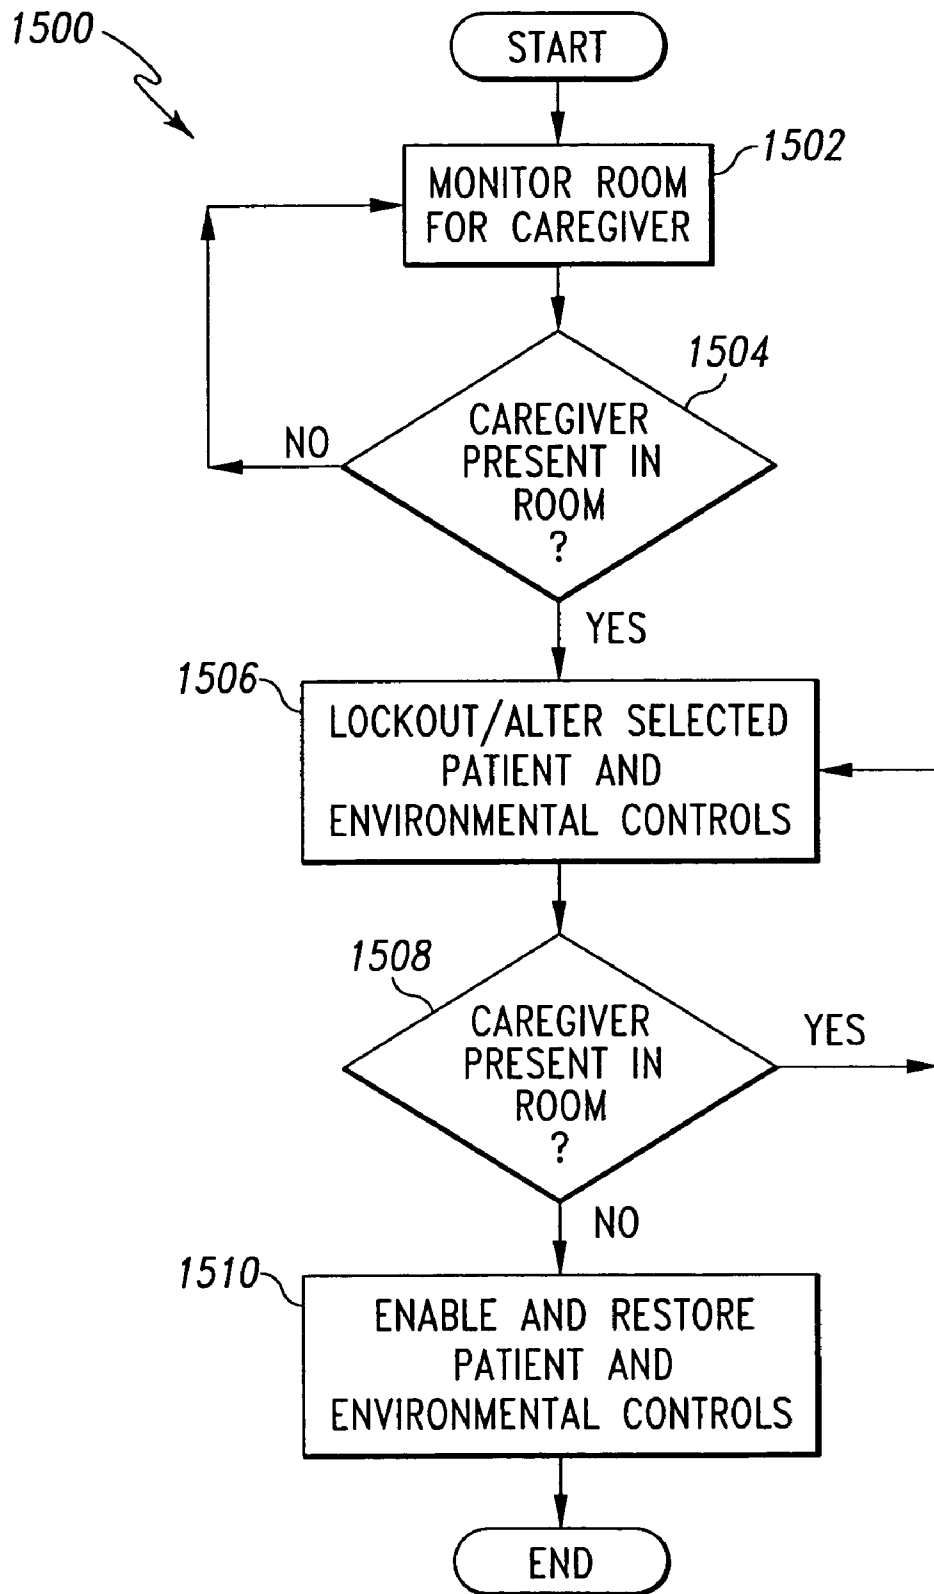 1500
START
1502
MONITOR ROOM
FOR CAREGIVER
1504
CAREGIVER
PRESENT IN
ROOM
?
NO
YES
1506
LOCKOUT/ALTER SELECTED
PATIENT AND
ENVIRONMENTAL CONTROLS
1508
CAREGIVER
PRESENT IN
ROOM
?
YES
NO
1510
ENABLE AND RESTORE
PATIENT AND
ENVIRONMENTAL CONTROLS
END